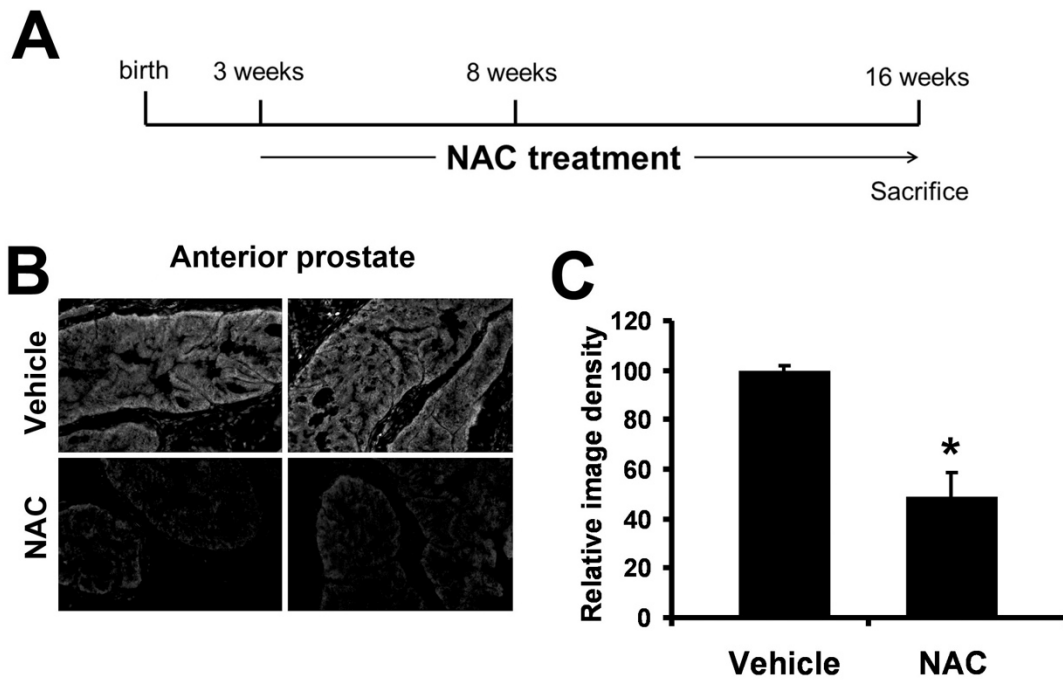 A
birth 3 weeks 8 weeks 16 weeks
NAC treatment
Sacrifice
B
Anterior prostate
Vehicle
NAC
C
Relative image density
120
100
80
60
40
20
0
*
Vehicle NAC